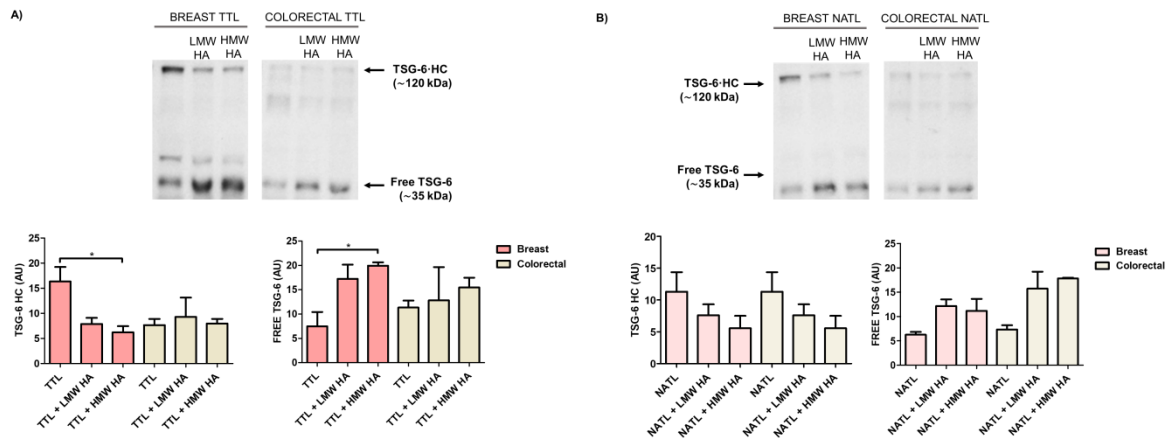 A)
BREAST TTL
COLORECTAL TTL
LMW HA
HMW HA
LMW HA
HMW HA
TSG-6·HC
(~120 kDa)
Free TSG-6
(~35 kDa)
TSG-6 HC (AU)
25
20
15
10
5
0
*
TTL
TTL + LMW HA
TTL + HMW HA
TTL
TTL + LMW HA
TTL + HMW HA
FREE TSG-6 (AU)
25
20
15
10
5
0
*
TTL
TTL + LMW HA
TTL + HMW HA
TTL
TTL + LMW HA
TTL + HMW HA
Breast
Colorectal
B)
BREAST NATL
COLORECTAL NATL
LMW HA
HMW HA
LMW HA
HMW HA
TSG-6·HC
(~120 kDa)
Free TSG-6
(~35 kDa)
TSG-6 HC (AU)
20
15
10
5
0
NATL
NATL + LMW HA
NATL + HMW HA
NATL
NATL + LMW HA
NATL + HMW HA
FREE TSG-6 (AU)
25
20
15
10
5
0
NATL
NATL + LMW HA
NATL + HMW HA
NATL
NATL + LMW HA
NATL + HMW HA
Breast
Colorectal